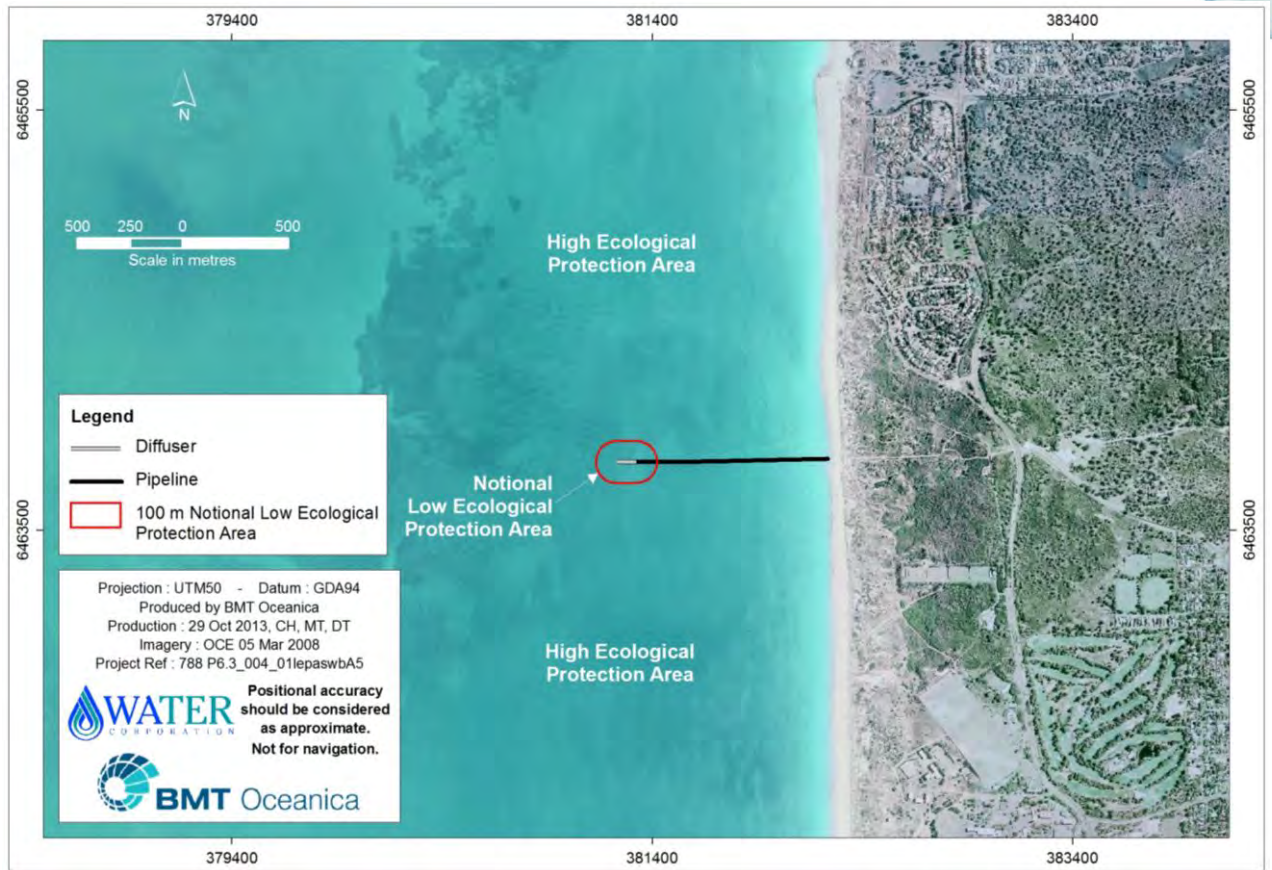 379400
381400
383400
6465500
6465500
N
500 250 0 500
Scale in metres
High Ecological
Protection Area
Legend
Diffuser
Pipeline
100 m Notional Low Ecological
Protection Area
Notional
Low Ecological
Protection Area
6463500
6463500
Projection : UTM50 - Datum : GDA94
Produced by BMT Oceanica
Production : 29 Oct 2013, CH, MT, DT
Imagery : OCE 05 Mar 2008
Project Ref : 788 P6.3_004_01lepaswbA5
WATER
CORPORATION
Positional accuracy
should be considered
as approximate.
Not for navigation.
BMT Oceanica
High Ecological
Protection Area
379400
381400
383400